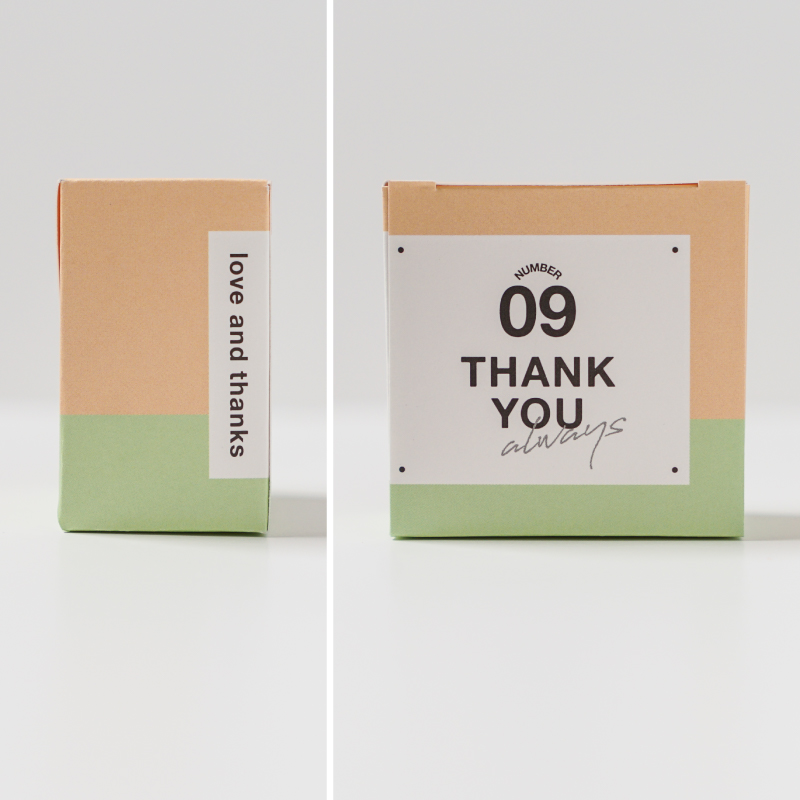 love and thanks
NUMBER
09
THANK
YOU
always